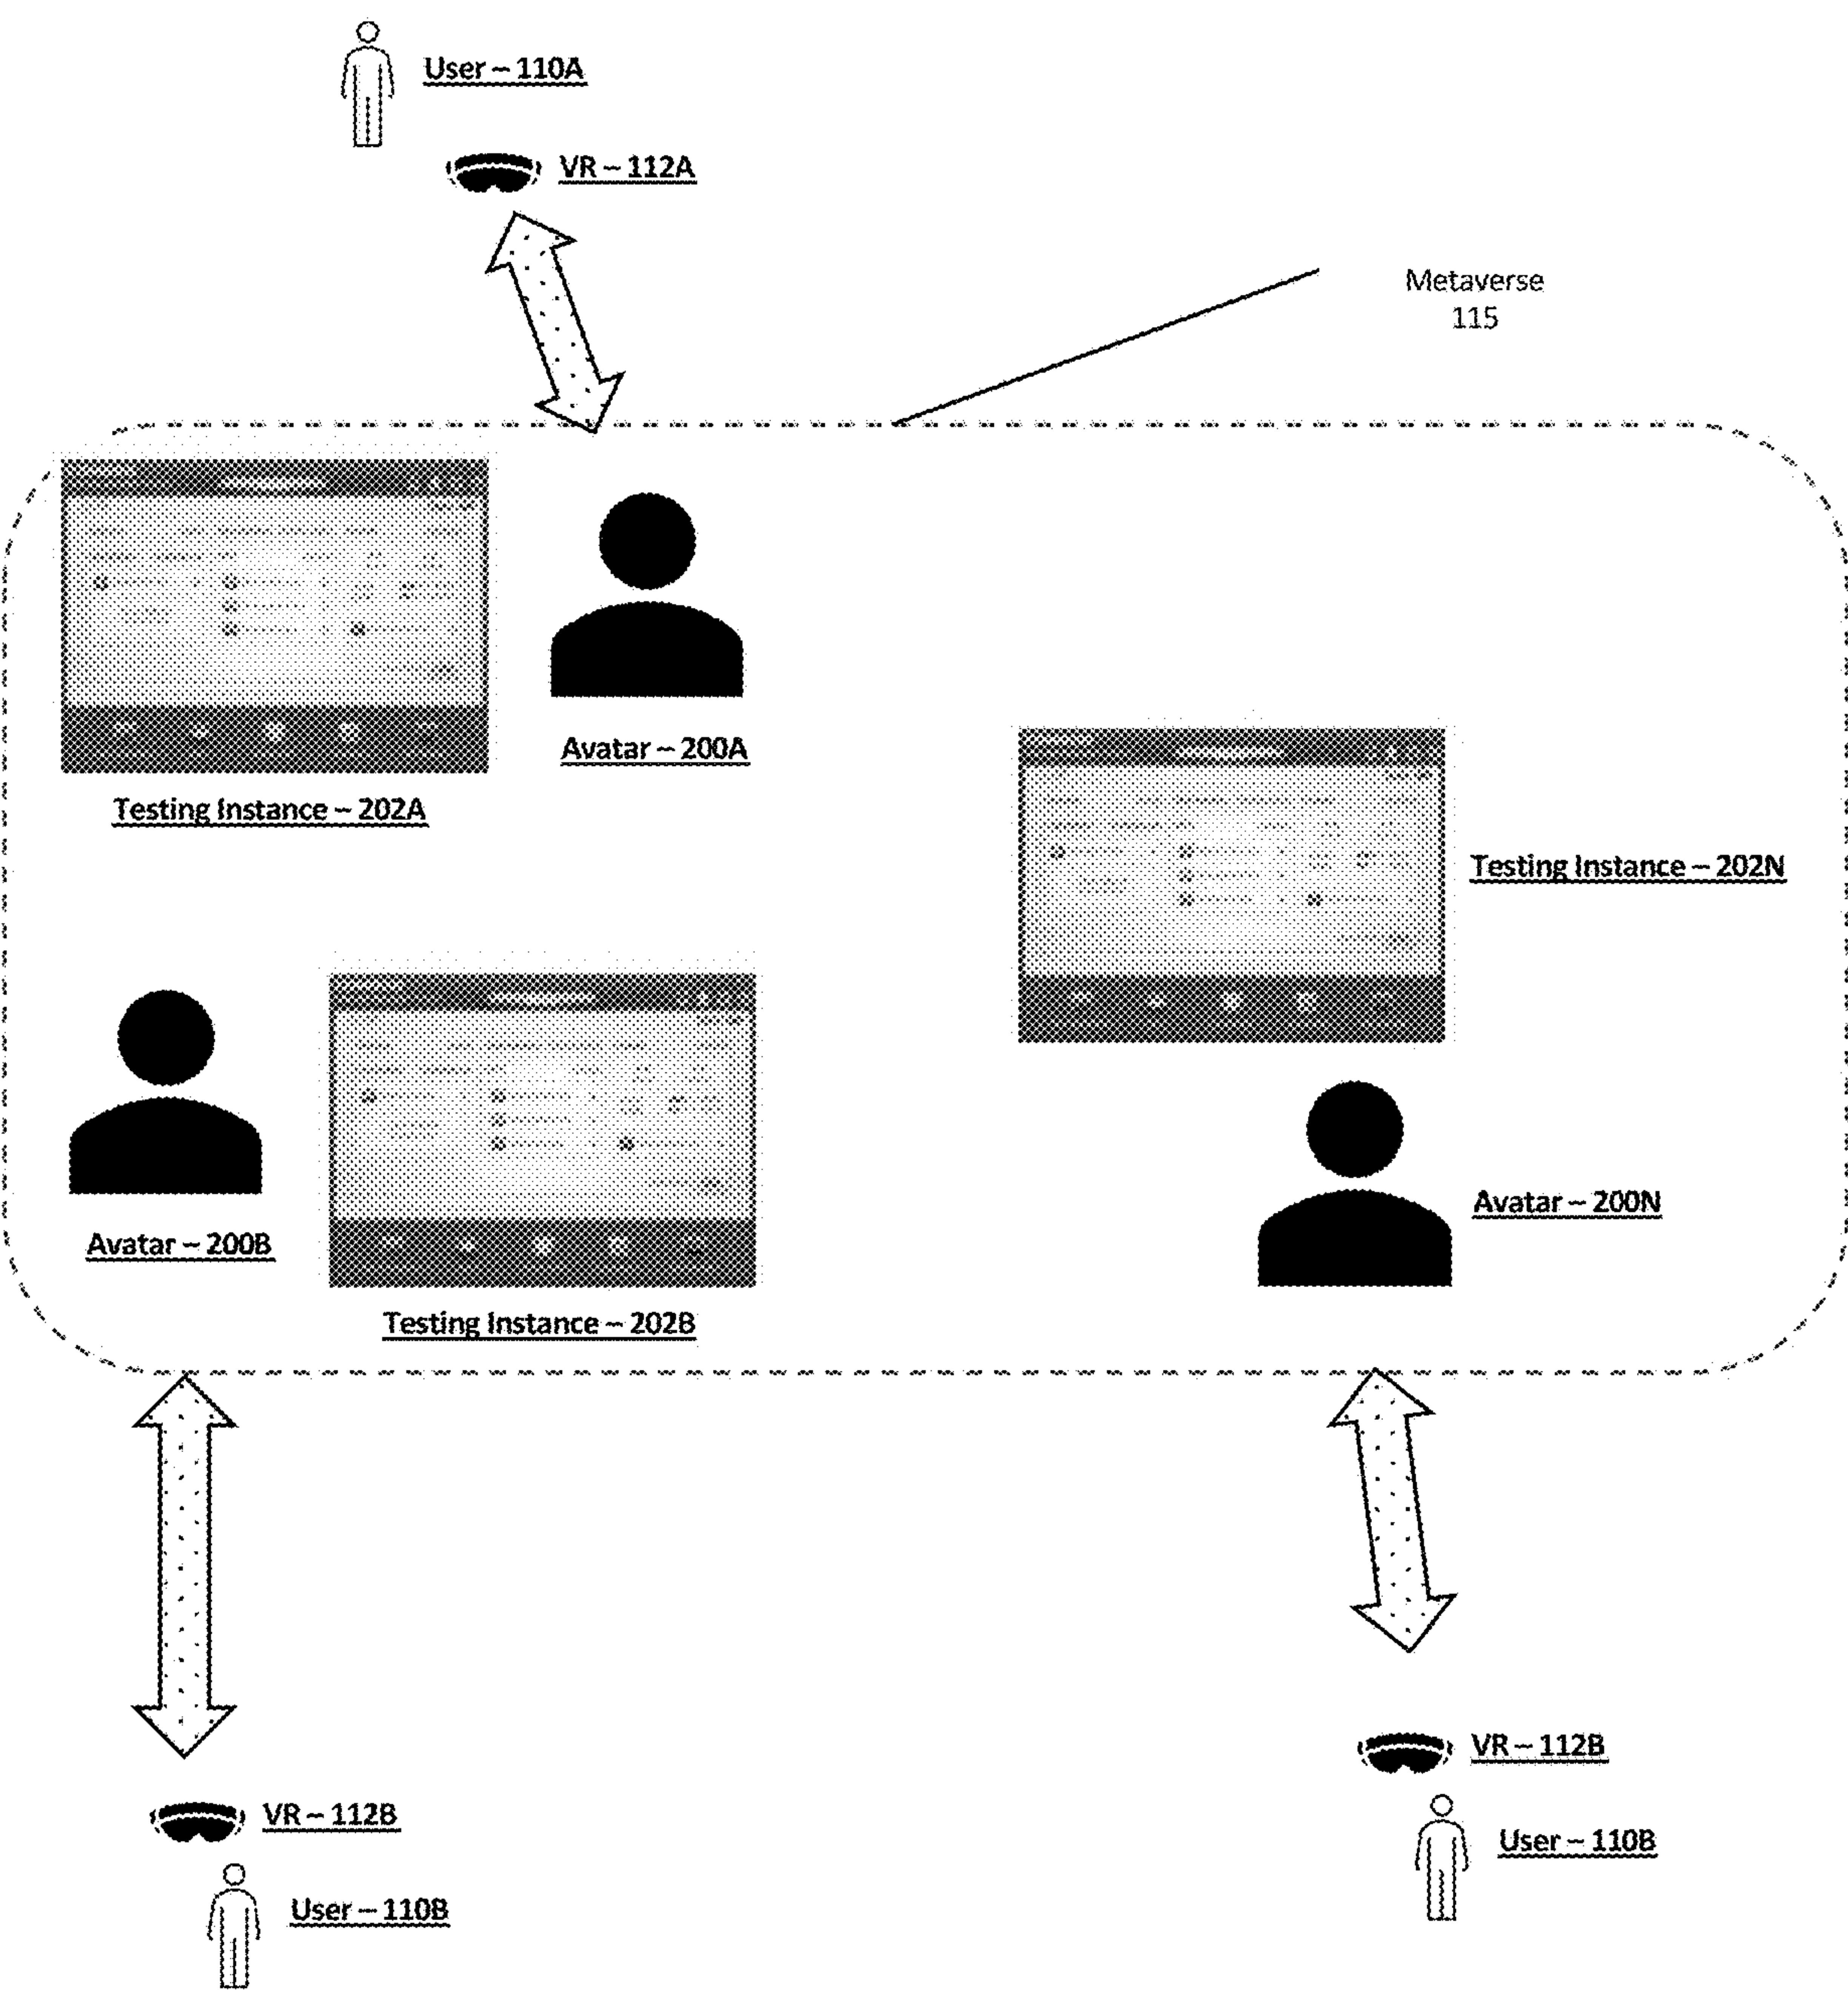 User – 110A
VR – 112A
Metaverse
115
Avatar – 200A
Testing Instance – 202A
Testing Instance – 202N
Avatar – 200N
Avatar – 200B
Testing Instance – 202B
VR – 112B
User – 110B
VR – 112B
User – 110B